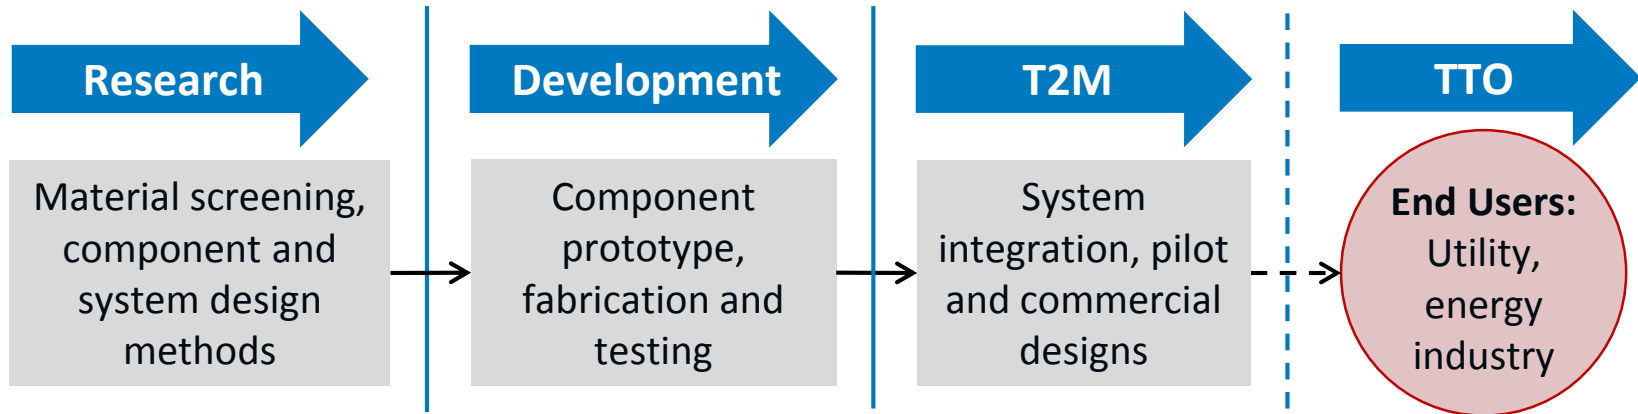 Research
Development
T2M
TTO
Material screening,
component and
system design
methods
Component
prototype,
fabrication and
testing
System
integration, pilot
and commercial
designs
End Users:
Utility,
energy
industry